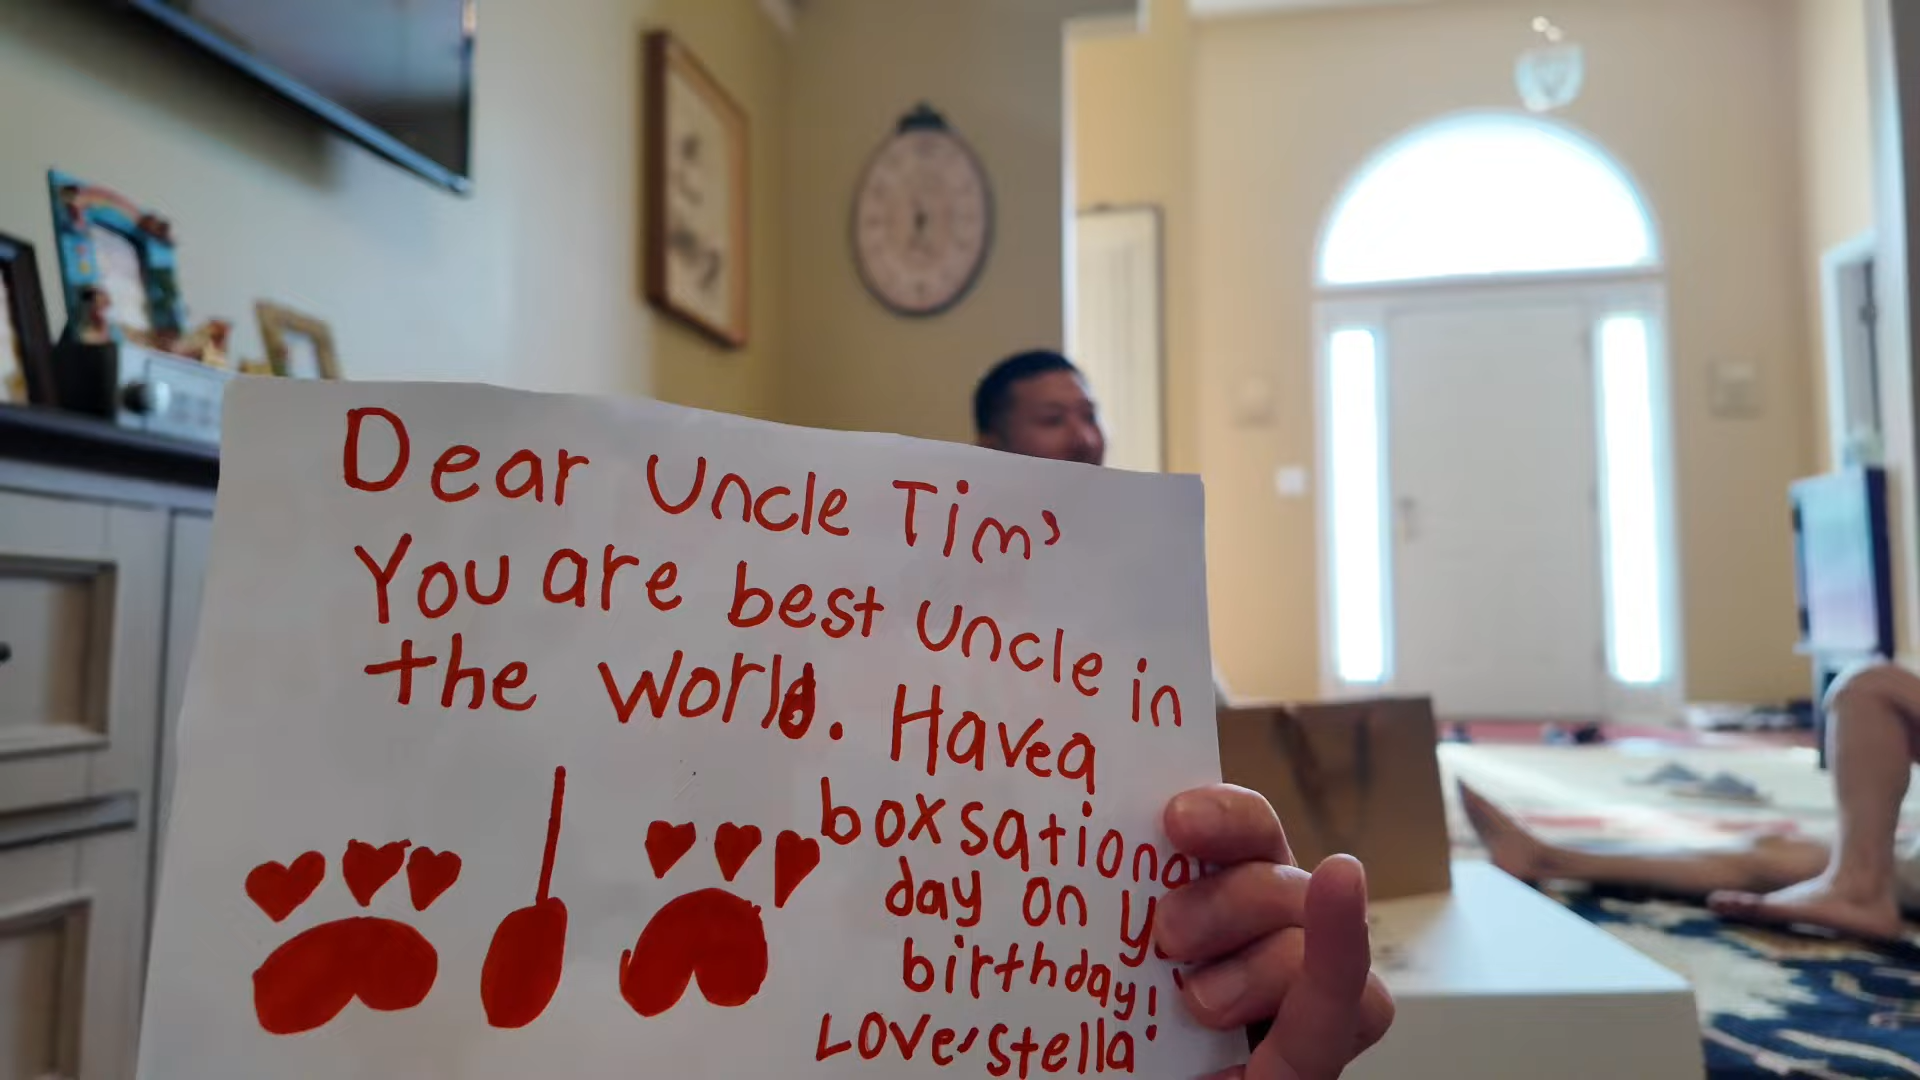 Dear Uncle Tim,
You are best uncle in
the world. Have a
boxsational
day on
birthday!
Love, Stella